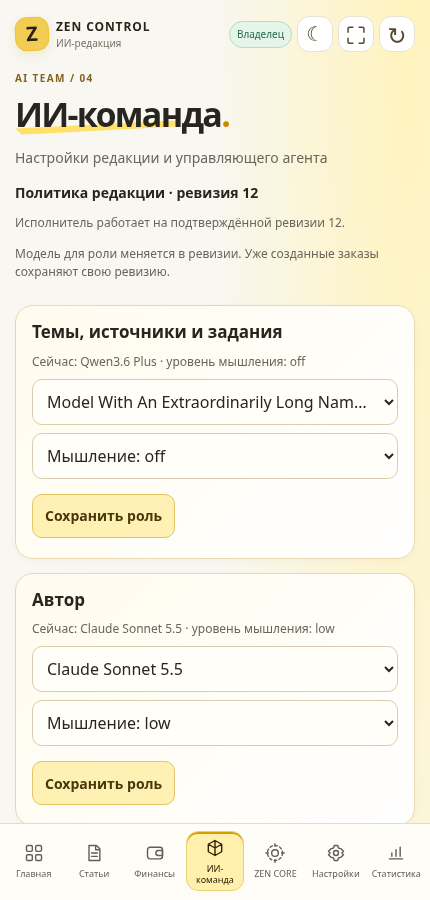 Z
ZEN CONTROL
ИИ-редакция
Владелец
AI TEAM / 04
ИИ-команда.
Настройки редакции и управляющего агента
Политика редакции · ревизия 12
Исполнитель работает на подтверждённой ревизии 12.
Модель для роли меняется в ревизии. Уже созданные заказы
сохраняют свою ревизию.
Темы, источники и задания
Сейчас: Qwen3.6 Plus · уровень мышления: off
Model With An Extraordinarily Long Nam...
Мышление: off
Сохранить роль
Автор
Сейчас: Claude Sonnet 5.5 · уровень мышления: low
Claude Sonnet 5.5
Мышление: low
Сохранить роль
Главная
Статьи
Финансы
ИИ-
команда
ZEN CORE
Настройки
Статистика